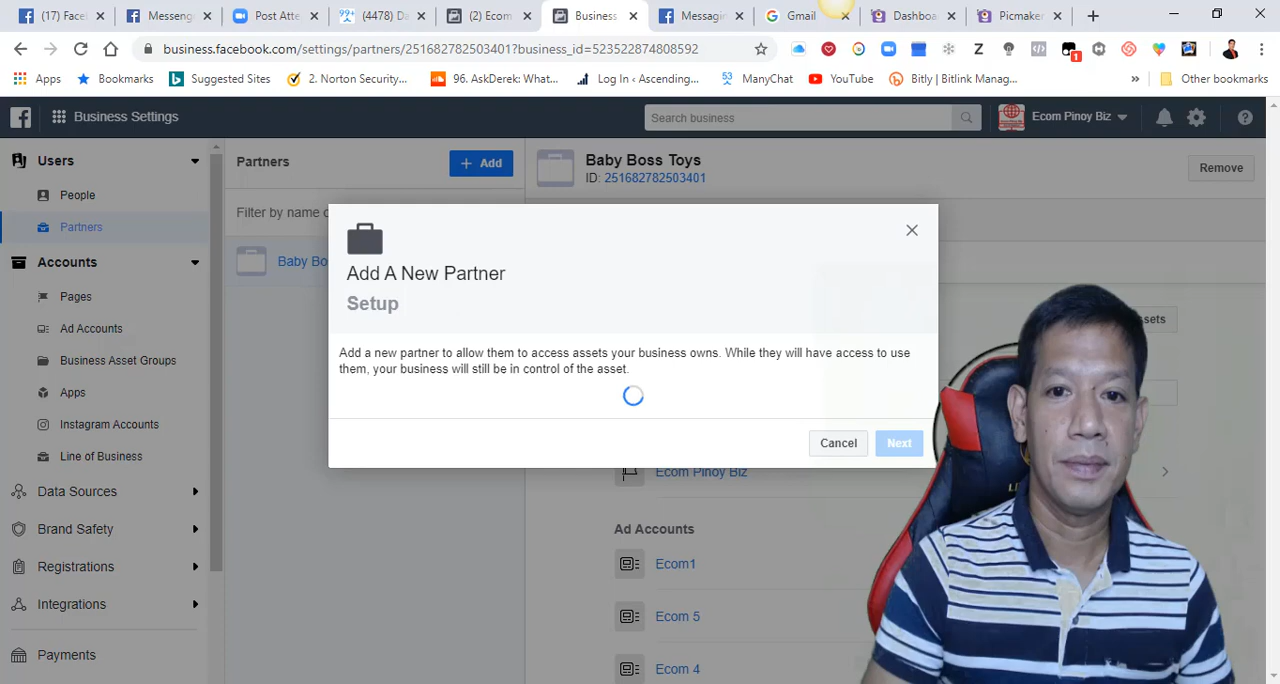 (17) Face
Messeng
Post Atte
(4478) Da
(2) Ecom
Business
Messagin
Gmail
Dashboa
Picmaker
business.facebook.com/settings/partners/251682782503401?business_id=523522874808592
1
Apps
Bookmarks
Suggested Sites
2. Norton Security...
96. AskDerek: What...
Log In ‹ Ascending...
53 ManyChat
YouTube
Bitly | Bitlink Manag...
»
Other bookmarks
Business Settings
Search business
Ecom Pinoy Biz
Users
People
Partners
Accounts
Pages
Ad Accounts
Business Asset Groups
Apps
Instagram Accounts
Line of Business
Data Sources
Brand Safety
Registrations
Integrations
Payments
Partners
+ Add
Filter by name o
Baby Bo
Baby Boss Toys
ID: 251682782503401
Remove
Add A New Partner
Setup
Add a new partner to allow them to access assets your business owns. While they will have access to use
them, your business will still be in control of the asset.
Cancel
Next
ssets
Ecom Pinoy Biz
Ad Accounts
Ecom1
Ecom 5
Ecom 4